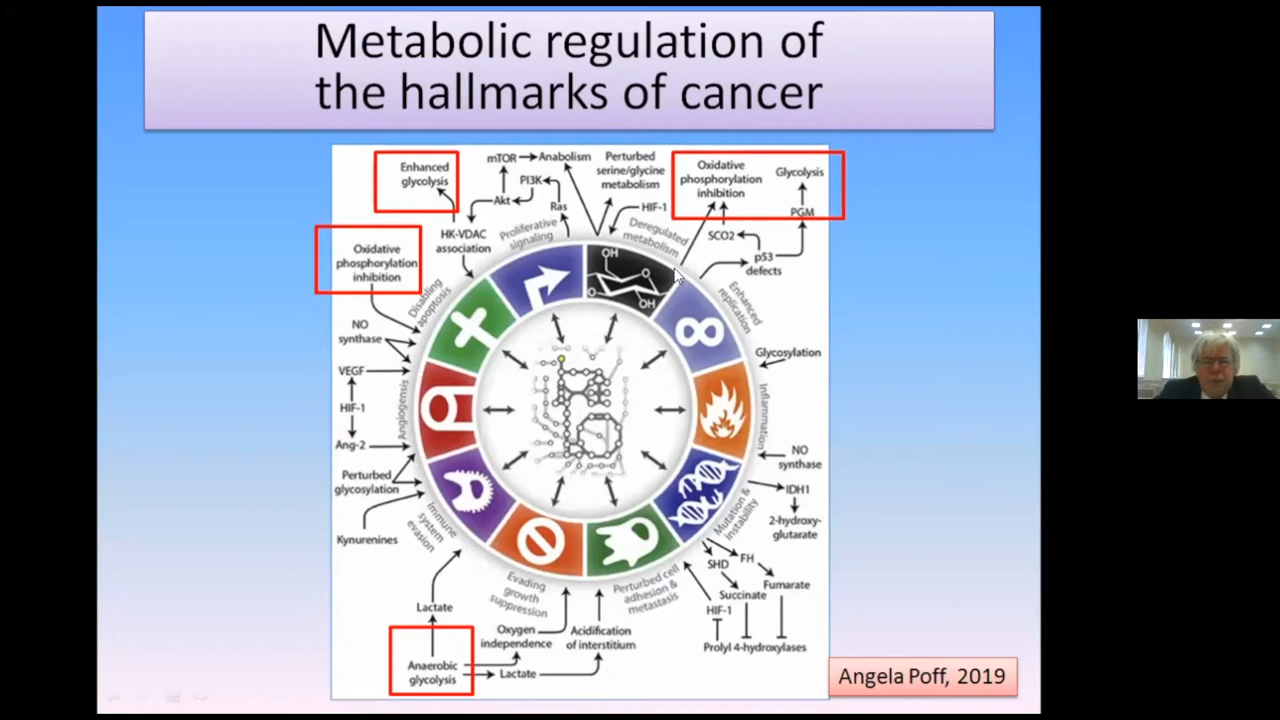 Metabolic regulation of
the hallmarks of cancer
Enhanced
glycolysis
mTOR
Anabolism
PI3K
Akt
Ras
HK-VDAC
association
Proliferative
signaling
Perturbed
serine/glycine
metabolism
HIF-1
Deregulated
metabolism
Oxidative
phosphorylation
inhibition
Glycolysis
PGM
SCO2
p53
defects
Enhanced
replication
OH
O
O
OH
Oxidative
phosphorylation
inhibition
Disabling
apoptosis
NO
synthase
VEGF
HIF-1
Ang-2
Angiogensis
Perturbed
glycosylation
Kynurenines
Immune
system
evasion
Glycosylation
Inflammation
NO
synthase
IDH1
2-hydroxy-
glutarate
Mutation &
instability
FH
SHD
Fumarate
Succinate
HIF-1
Prolyl 4-hydroxylases
Perturbed cell
adhesion &
metastasis
Evading
growth
suppression
Lactate
Oxygen
independence
Acidification
of interstitium
Anaerobic
glycolysis
Lactate
Angela Poff, 2019